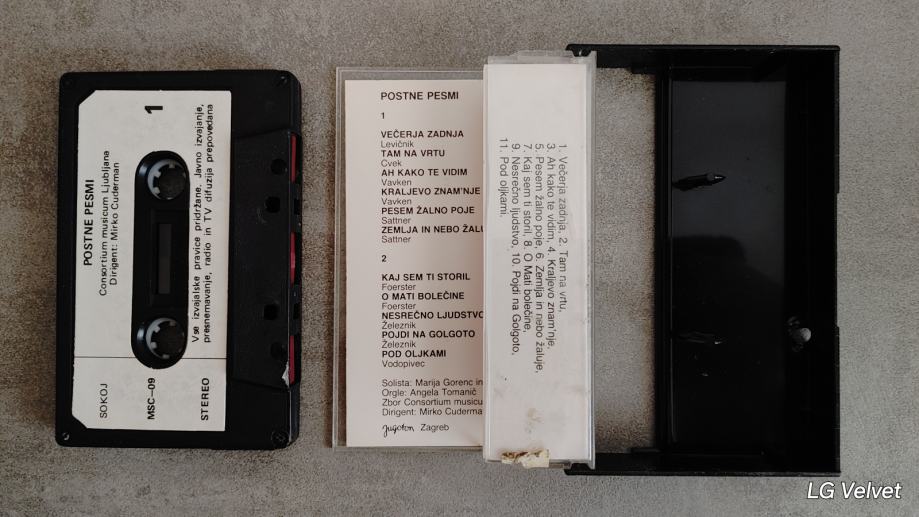 POSTNE PESMI
Consortium musicum Ljubljana
Dirigent: Mirko Cuderman
1
Vse izvajalske pravice pridržane. Javno izvajanje,
presnemavanje, radio in TV difuzija prepovedana
SOKOJ
MSC—09
STEREO
POSTNE PESMI
1
VEČERJA ZADNJA
Levičnik
TAM NA VRTU
Cvek
AH KAKO TE VIDIM
Vavken
KRALJEVO ZNAM'NJE
Vavken
PESEM ŽALNO POJE
Sattner
ZEMLJA IN NEBO ŽALU
Sattner
2
KAJ SEM TI STORIL
Foerster
O MATI BOLEČINE
Foerster
NESREČNO LJUDSTVO
Železnik
POJDI NA GOLGOTO
Železnik
POD OLJKAMI
Vodopivec
Solista: Marija Gorenc in
Orgle: Angela Tomanič
Zbor Consortium musicu
Dirigent: Mirko Cuderma
Jugoton Zagreb
1. Večerja zadnja, 2. Tam na vrtu,
3. Ah kako te vidim, 4. Kraljevo znam'nje,
5. Pesem žalno poje, 6. Zemlja in nebo žaluje,
7. Kaj sem ti storil, 8. O Mati bolečine,
9. Nesrečno ljudstvo, 10. Pojdi na Golgoto,
11. Pod oljkami.
LG Velvet